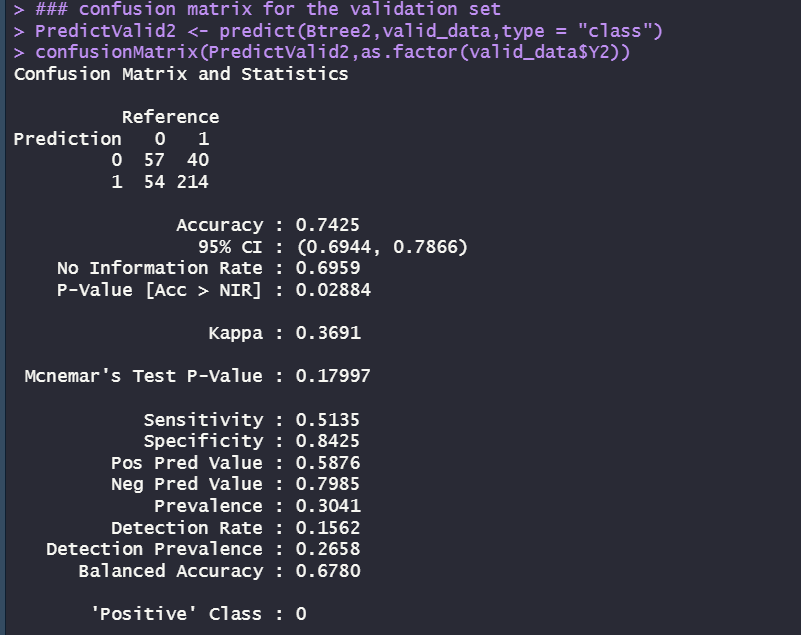 > ### confusion matrix for the validation set
> PredictValid2 <- predict(Btree2,valid_data,type = "class")
> confusionMatrix(PredictValid2,as.factor(valid_data$Y2))
Confusion Matrix and Statistics
Reference
Prediction 0 1
0 57 40
1 54 214
Accuracy : 0.7425
95% CI : (0.6944, 0.7866)
No Information Rate : 0.6959
P-Value [Acc > NIR] : 0.02884
Kappa : 0.3691
Mcnemar's Test P-Value : 0.17997
Sensitivity : 0.5135
Specificity : 0.8425
Pos Pred Value : 0.5876
Neg Pred Value : 0.7985
Prevalence : 0.3041
Detection Rate : 0.1562
Detection Prevalence : 0.2658
Balanced Accuracy : 0.6780
'Positive' Class : 0